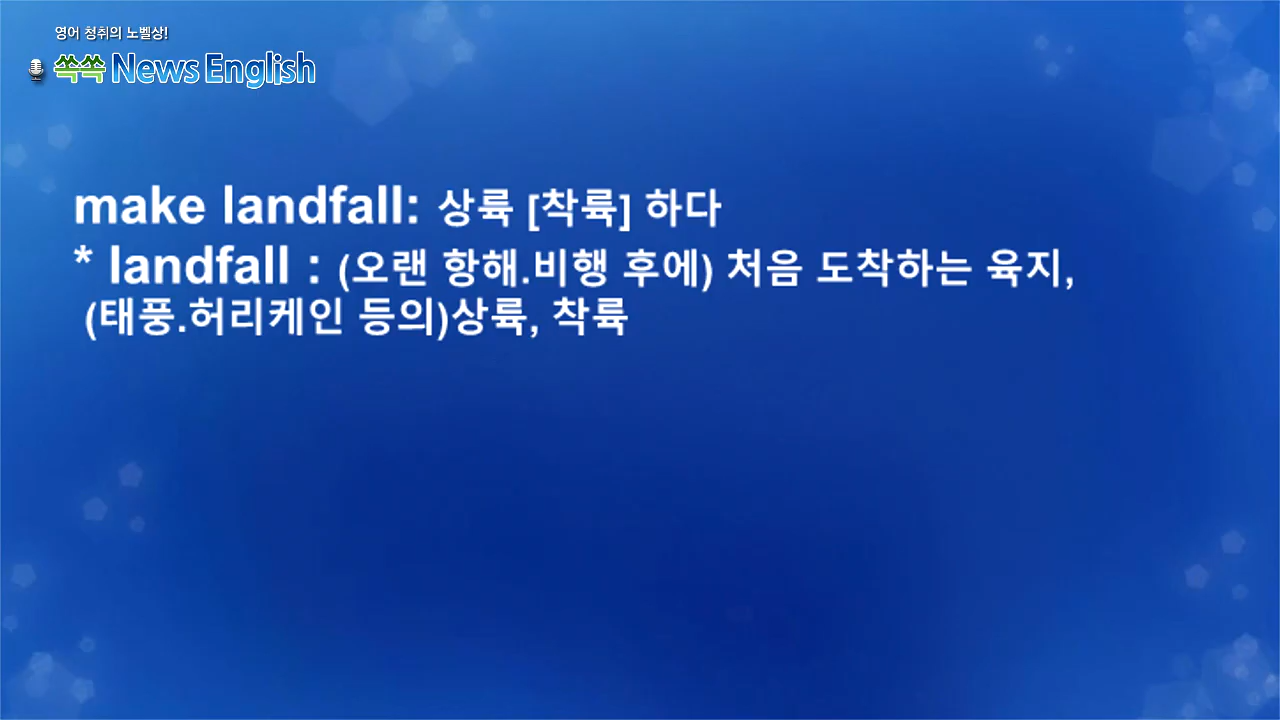 영어 청취의 노벨상!
쏙쏙 News English
make landfall: 상륙 [착륙] 하다
* landfall : (오랜 항해.비행 후에) 처음 도착하는 육지,
(태풍.허리케인 등의)상륙, 착륙